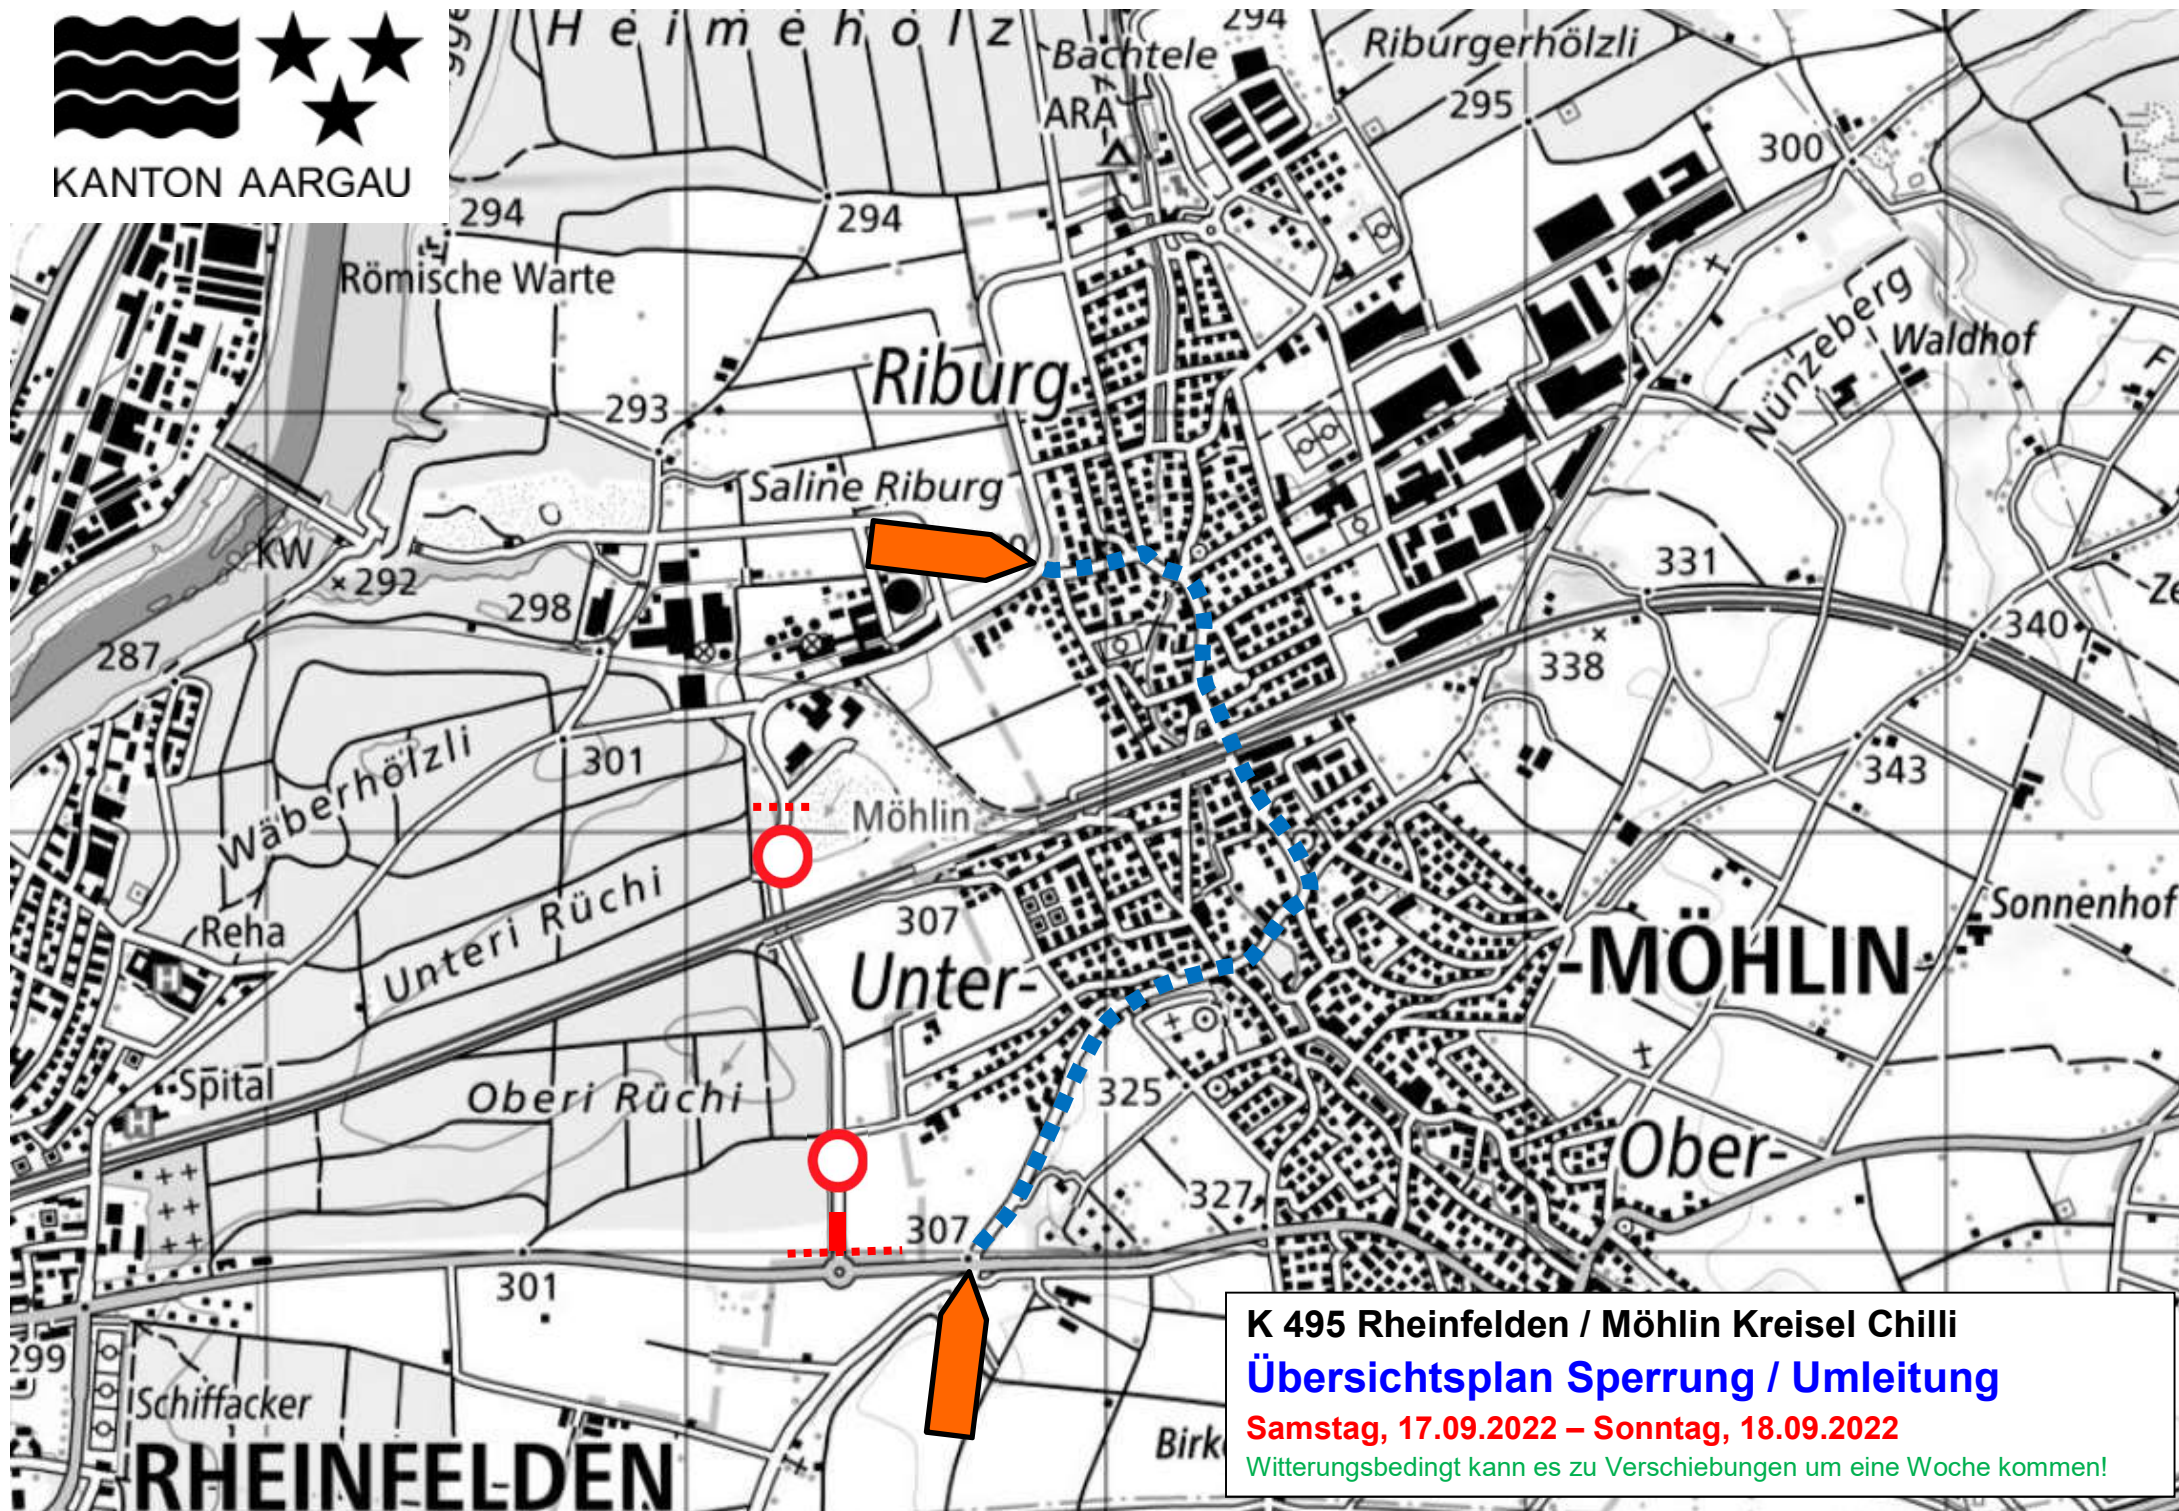 KANTON AARGAU
Heimeholz
Bachtele
294
Riburgerhölzli
ARA
295
300
294
294
Römische Warte
Nünzeberg
Waldhof
Riburg
293
Saline Riburg
KW
292
298
331
287
338
340
Wäberhölzli
301
343
Möhlin
Unteri Rüchi
307
Reha
H
Unter-
-MÖHLIN
Sonnenhof
Spital
H
Oberi Rüchi
325
Ober-
327
307
301
299
Schiffacker
RHEINFELDEN
K 495 Rheinfelden / Möhlin Kreisel Chilli
Übersichtsplan Sperrung / Umleitung
Samstag, 17.09.2022 – Sonntag, 18.09.2022
Witterungsbedingt kann es zu Verschiebungen um eine Woche kommen!